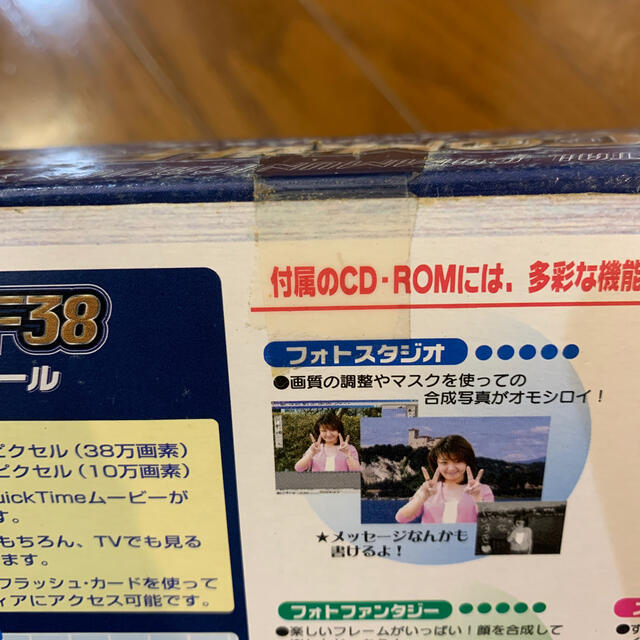 付属のCD-ROMには、多彩な機能
F38
ール
ピクセル（38万画素）
ピクセル（10万画素）
uickTimeムービーが
す。
もちろん、TVでも見る
ます。
フラッシュ・カードを使って
ィアにアクセス可能です。
フォトスタジオ
●画質の調整やマスクを使っての
合成写真がオモシロイ！
★メッセージなんかも
書けるよ！
フォトファンタジー
●楽しいフレームがいっぱい！顔を合成して